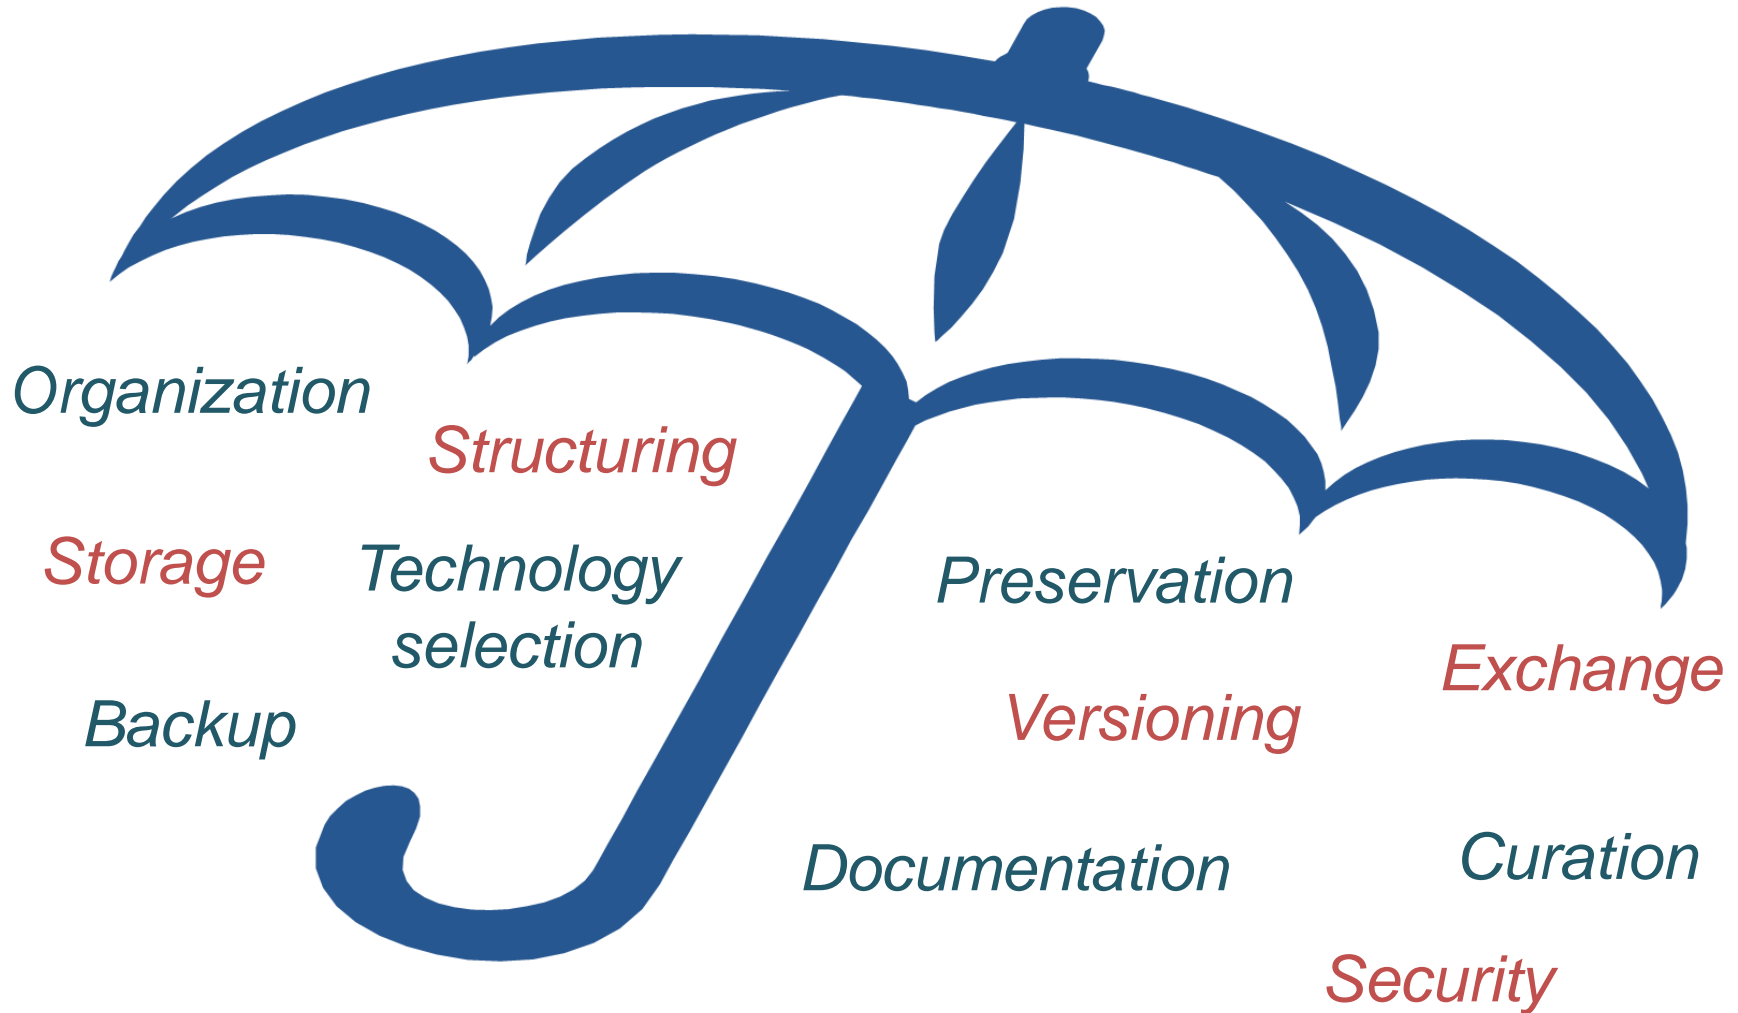 Organization
Structuring
Storage
Technology
selection
Backup
Preservation
Exchange
Versioning
Documentation
Curation
Security